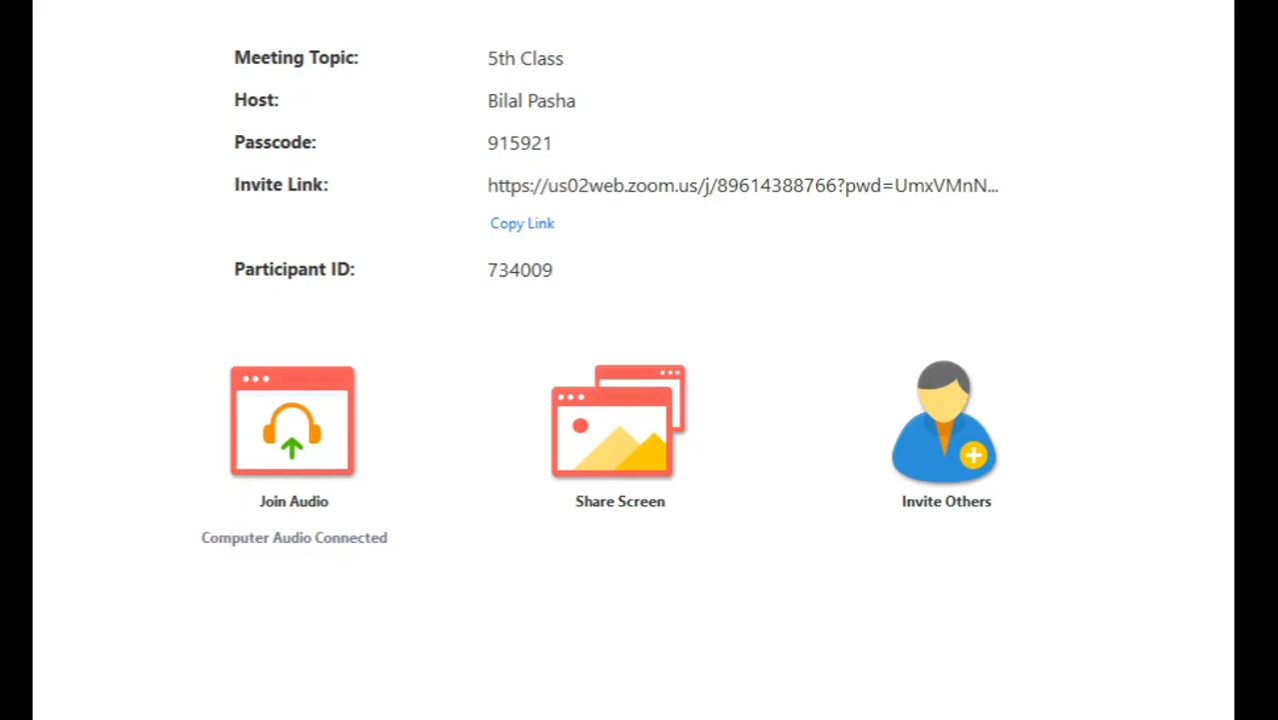 Meeting Topic: 5th Class
Host: Bilal Pasha
Passcode: 915921
Invite Link: https://us02web.zoom.us/j/89614388766?pwd=UmxVMnN...
Copy Link
Participant ID: 734009
Join Audio Share Screen Invite Others
Computer Audio Connected